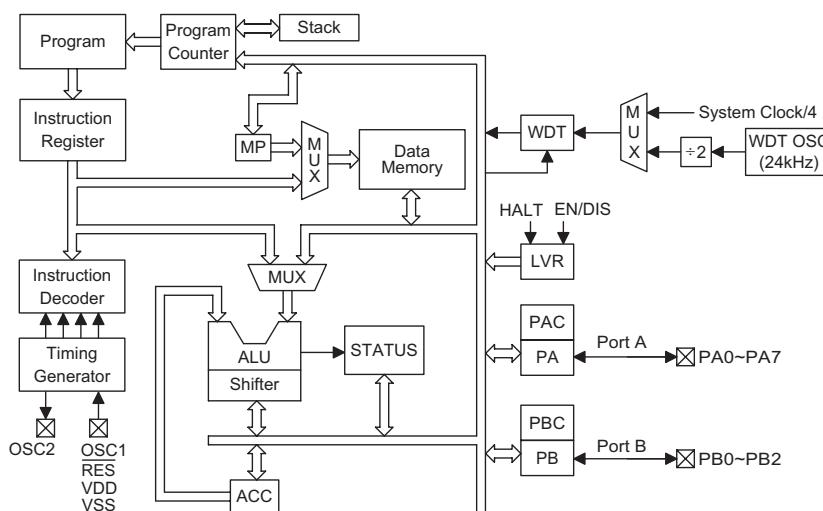 Program
Program
Counter
Stack
Instruction
Register
MP
MUX
Data
Memory
WDT
MUX
System Clock/4
÷2
WDT OSC
(24kHz)
HALT
EN/DIS
LVR
MUX
Instruction
Decoder
ALU
Shifter
STATUS
PAC
PA
Port A
PA0~PA7
Timing
Generator
OSC2
OSC1
RES
VDD
VSS
ACC
PBC
PB
Port B
PB0~PB2